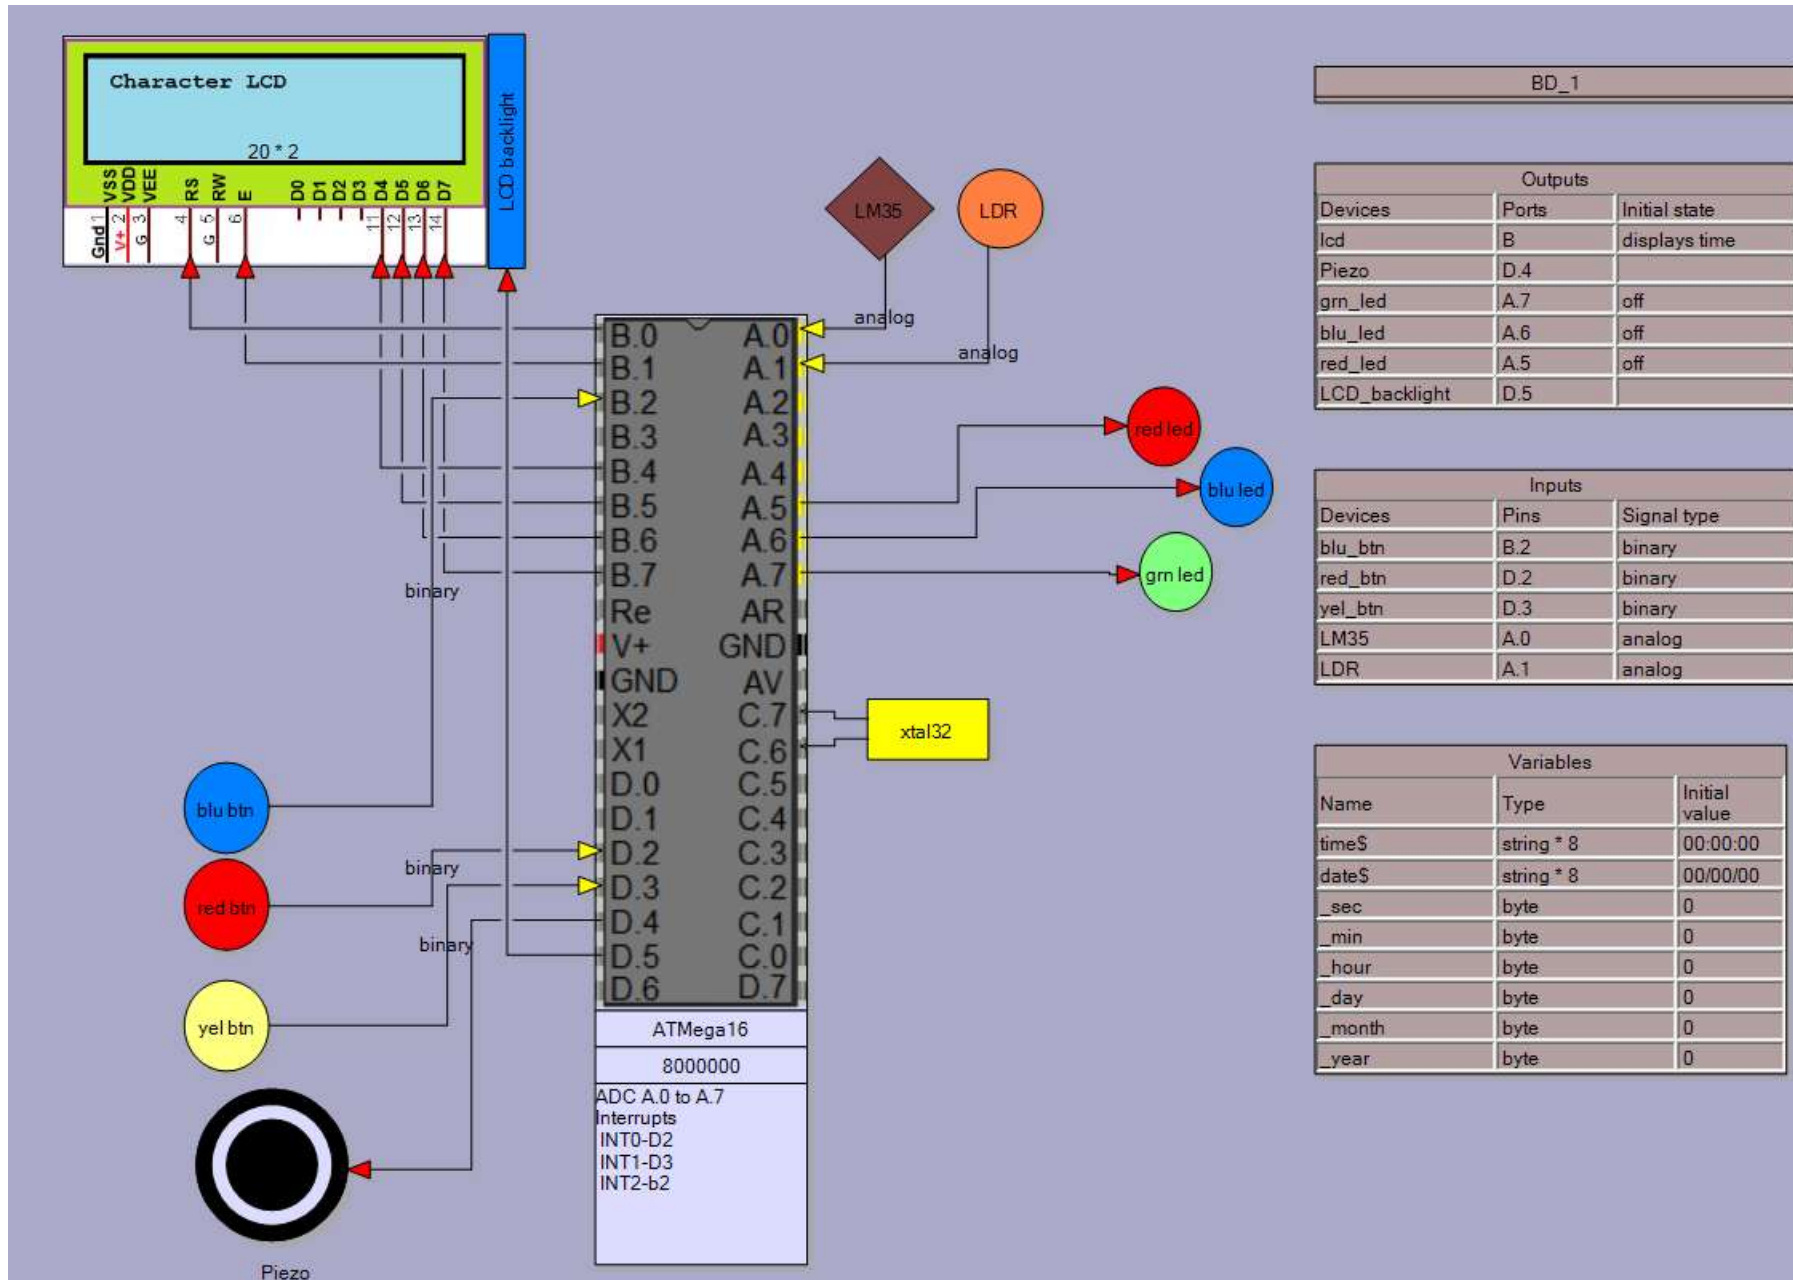 Character LCD
20 * 2
VSS
VDD
VEE
RS
RW
E
D0
D1
D2
D3
D4
D5
D6
D7
Gnd 1
V+ 2
G 3
4
G 5
6
11
12
13
14
LCD backlight
LM35
LDR
analog
analog
B.0 A.0
B.1 A.1
B.2 A.2
B.3 A.3
B.4 A.4
B.5 A.5
B.6 A.6
B.7 A.7
Re AR
V+ GND
GND AV
X2 C.7
X1 C.6
D.0 C.5
D.1 C.4
D.2 C.3
D.3 C.2
D.4 C.1
D.5 C.0
D.6 D.7
ATMega16
8000000
ADC A.0 to A.7
Interrupts
INT0-D2
INT1-D3
INT2-b2
red led
blu led
grn led
xtal32
binary
binary
binary
blu btn
red btn
yel btn
Piezo
BD_1
Outputs
Devices Ports Initial state
lcd B displays time
Piezo D.4
grn_led A.7 off
blu_led A.6 off
red_led A.5 off
LCD_backlight D.5
Inputs
Devices Pins Signal type
blu_btn B.2 binary
red_btn D.2 binary
yel_btn D.3 binary
LM35 A.0 analog
LDR A.1 analog
Variables
Name Type Initial value
time$ string * 8 00:00:00
date$ string * 8 00/00/00
_sec byte 0
_min byte 0
_hour byte 0
_day byte 0
_month byte 0
_year byte 0